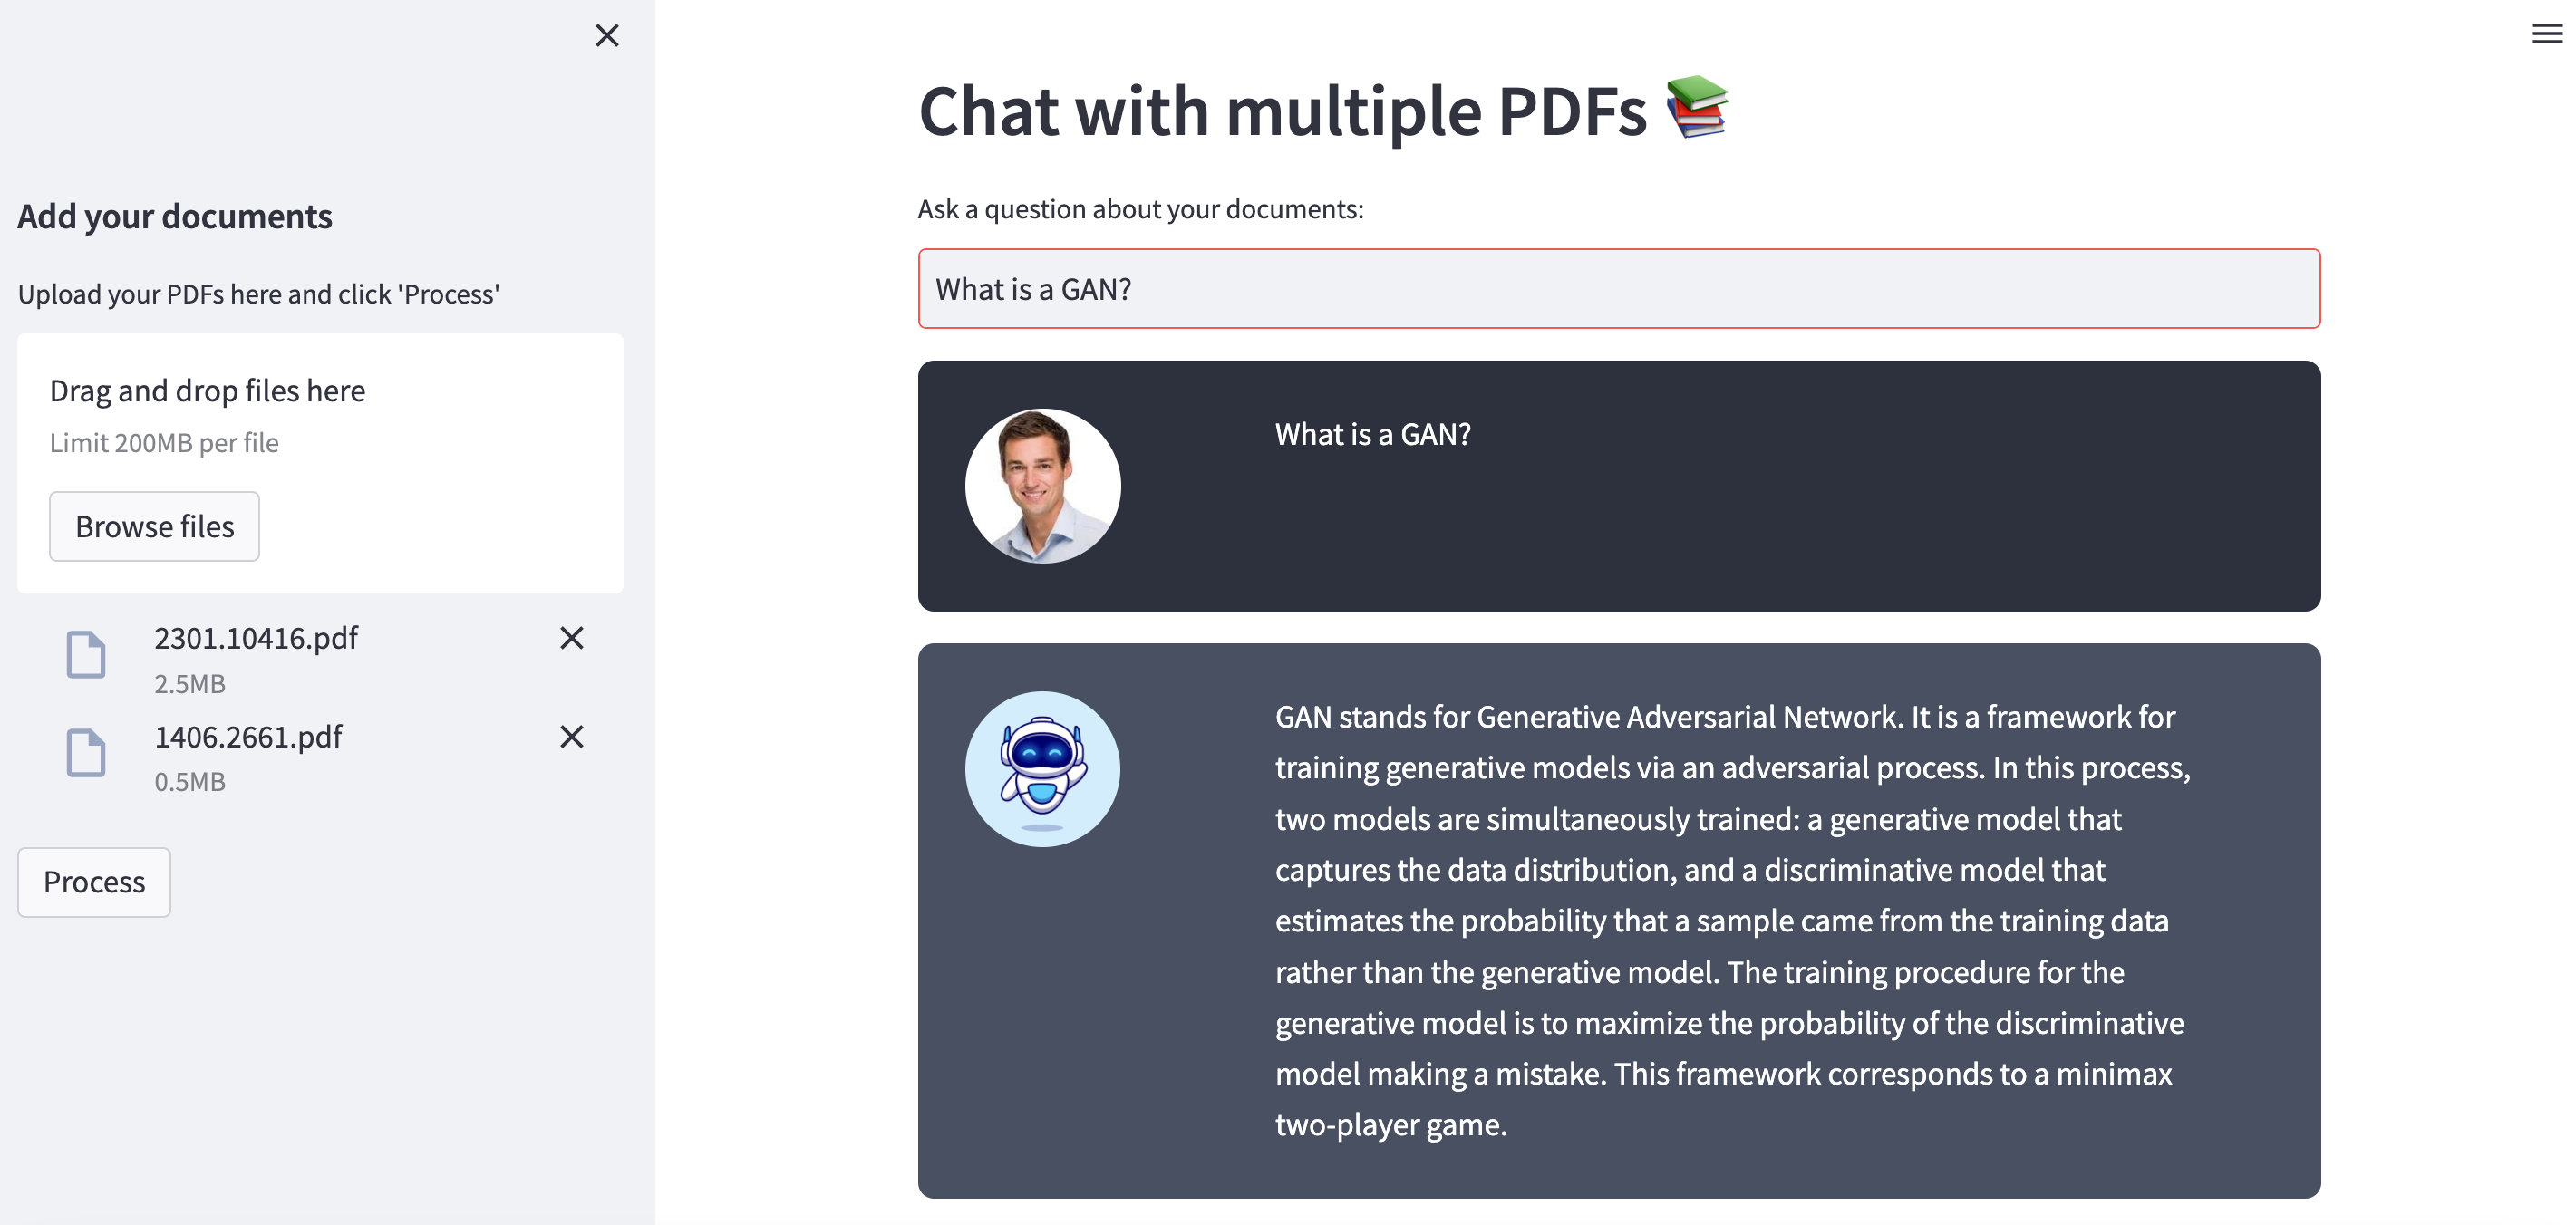 Add your documents
Upload your PDFs here and click 'Process'
Drag and drop files here
Limit 200MB per file
Browse files
2301.10416.pdf
2.5MB
1406.2661.pdf
0.5MB
Process
Chat with multiple PDFs
Ask a question about your documents:
What is a GAN?
What is a GAN?
GAN stands for Generative Adversarial Network. It is a framework for
training generative models via an adversarial process. In this process,
two models are simultaneously trained: a generative model that
captures the data distribution, and a discriminative model that
estimates the probability that a sample came from the training data
rather than the generative model. The training procedure for the
generative model is to maximize the probability of the discriminative
model making a mistake. This framework corresponds to a minimax
two-player game.